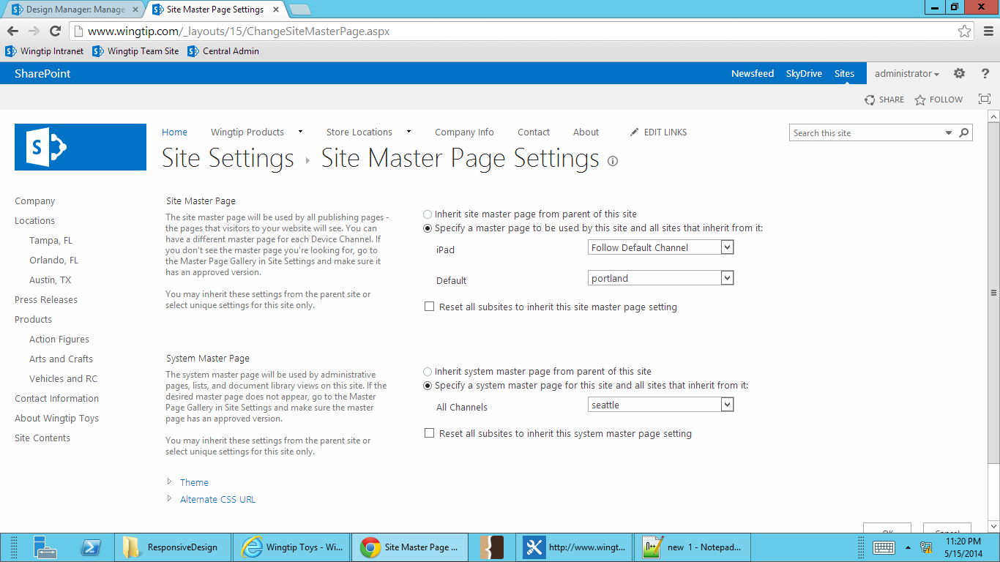 Design Manager: Manage
Site Master Page Settings
www.wingtip.com/_layouts/15/ChangeSiteMasterPage.aspx
Wingtip Intranet
Wingtip Team Site
Central Admin
SharePoint
Newsfeed
SkyDrive
Sites
administrator
?
SHARE
FOLLOW
S
Home
Wingtip Products
Store Locations
Company Info
Contact
About
EDIT LINKS
Search this site
Site Settings
Site Master Page Settings
Company
Locations
Tampa, FL
Orlando, FL
Austin, TX
Press Releases
Products
Action Figures
Arts and Crafts
Vehicles and RC
Contact Information
About Wingtip Toys
Site Contents
Site Master Page
The site master page will be used by all publishing pages -
the pages that visitors to your website will see. You can
have a different master page for each Device Channel. If
you don't see the master page you're looking for, go to
the Master Page Gallery in Site Settings and make sure it
has an approved version.
You may inherit these settings from the parent site or
select unique settings for this site only.
Inherit site master page from parent of this site
Specify a master page to be used by this site and all sites that inherit from it:
iPad
Follow Default Channel
Default
portland
Reset all subsites to inherit this site master page setting
System Master Page
The system master page will be used by administrative
pages, lists, and document library views on this site. If the
desired master page does not appear, go to the Master
Page Gallery in Site Settings and make sure the master
page has an approved version.
You may inherit these settings from the parent site or
select unique settings for this site only.
Inherit system master page from parent of this site
Specify a system master page for this site and all sites that inherit from it:
All Channels
seattle
Reset all subsites to inherit this system master page setting
Theme
Alternate CSS URL
OK
Cancel
ResponsiveDesign
Wingtip Toys - Wi...
Site Master Page ...
http://www.wingt...
new 1 - Notepad...
11:20 PM
5/15/2014